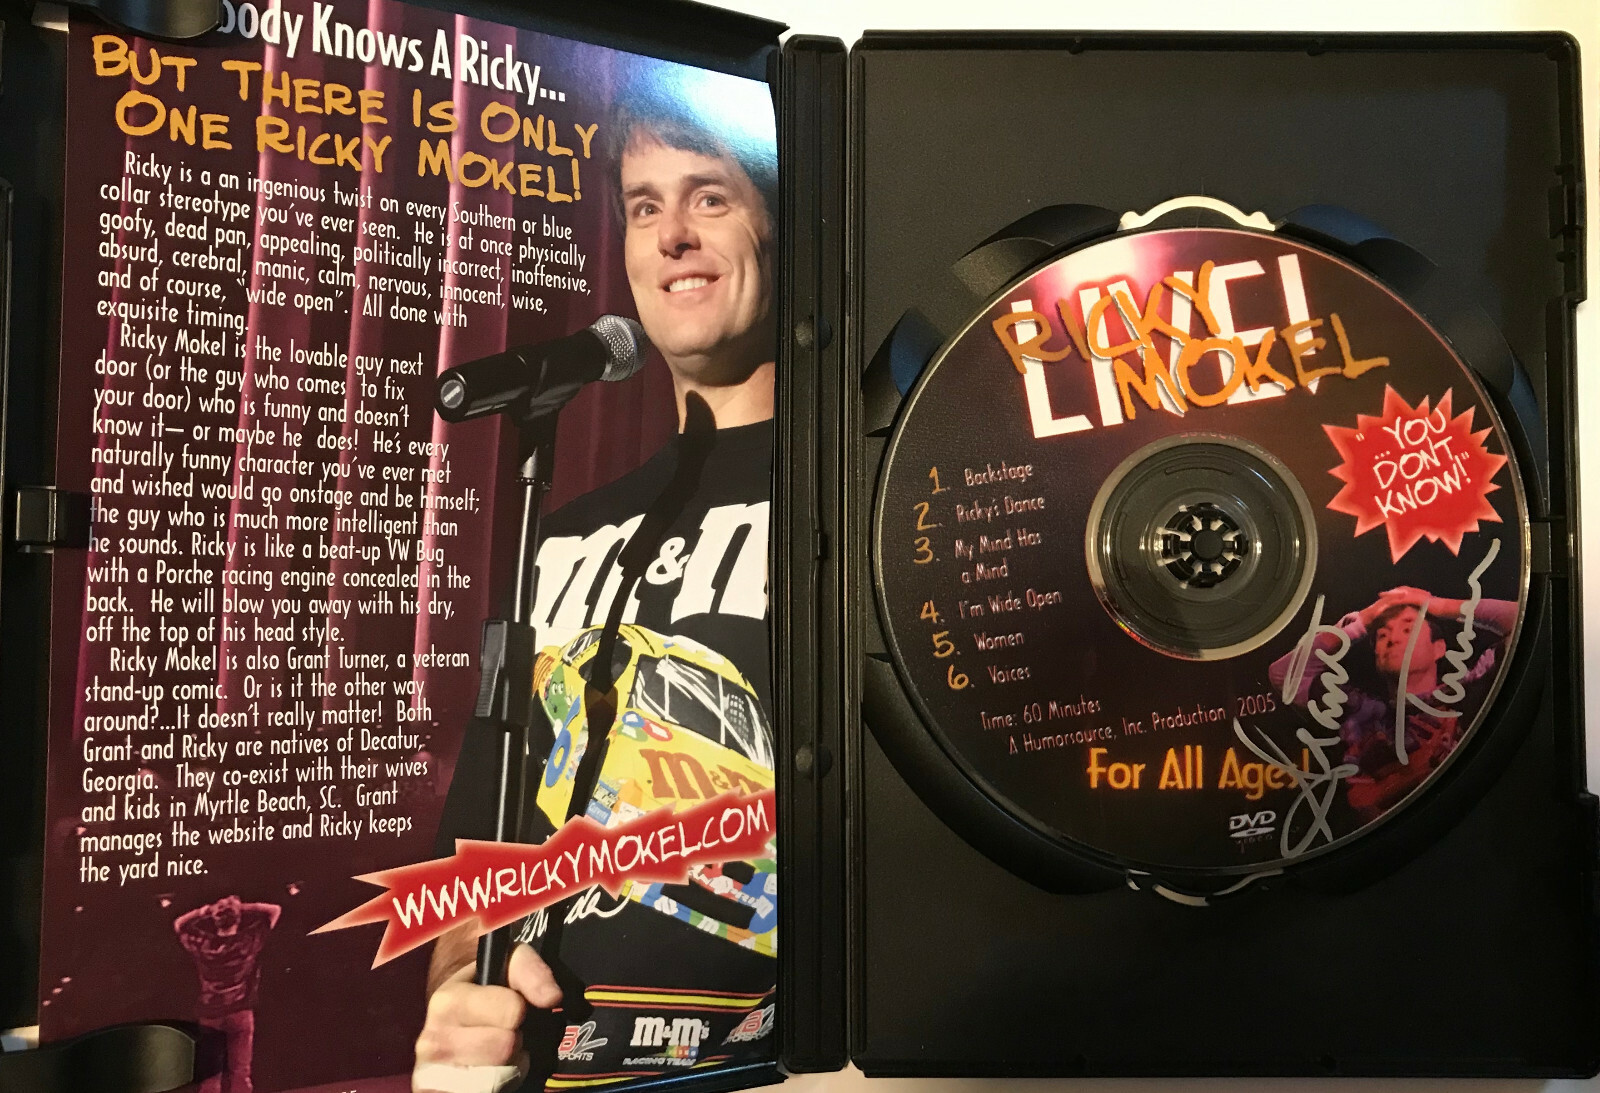 body Knows A Ricky...
BUT THERE IS ONLY
ONE RICKY MOKEL!
Ricky is a an ingenious twist on every Southern or blue
collar stereotype you've ever seen. He is at once physically
goofy, dead pan, appealing, politically incorrect, inoffensive,
absurd, cerebral, manic, calm, nervous, innocent, wise,
and of course, "wide open". All done with
exquisite timing.
Ricky Mokel is the lovable guy next
door (or the guy who comes to fix
your door) who is funny and doesn't
know it— or maybe he does! He's every
naturally funny character you've ever met
and wished would go onstage and be himself;
the guy who is much more intelligent than
he sounds. Ricky is like a beat-up VW Bug
with a Porche racing engine concealed in the
back. He will blow you away with his dry,
off the top of his head style.
Ricky Mokel is also Grant Turner, a veteran
stand-up comic. Or is it the other way
around?...It doesn't really matter! Both
Grant and Ricky are natives of Decatur,
Georgia. They co-exist with their wives
and kids in Myrtle Beach, SC. Grant
manages the website and Ricky keeps
the yard nice.
m&m
m&m
WWW.RICKYMOKEL.COM
m&m's
RACING TEAM
LIVE!
RICKY
MOKEL
"...YOU
DON'T
KNOW!"
1. Backstage
2. Ricky's Dance
3. My Mind Has
a Mind
4. I'm Wide Open
5. Women
6. Voices
Time: 60 Minutes
A Humorsource, Inc. Production 2005
For All Ages!
DVD
VIDEO
Grant
Turner